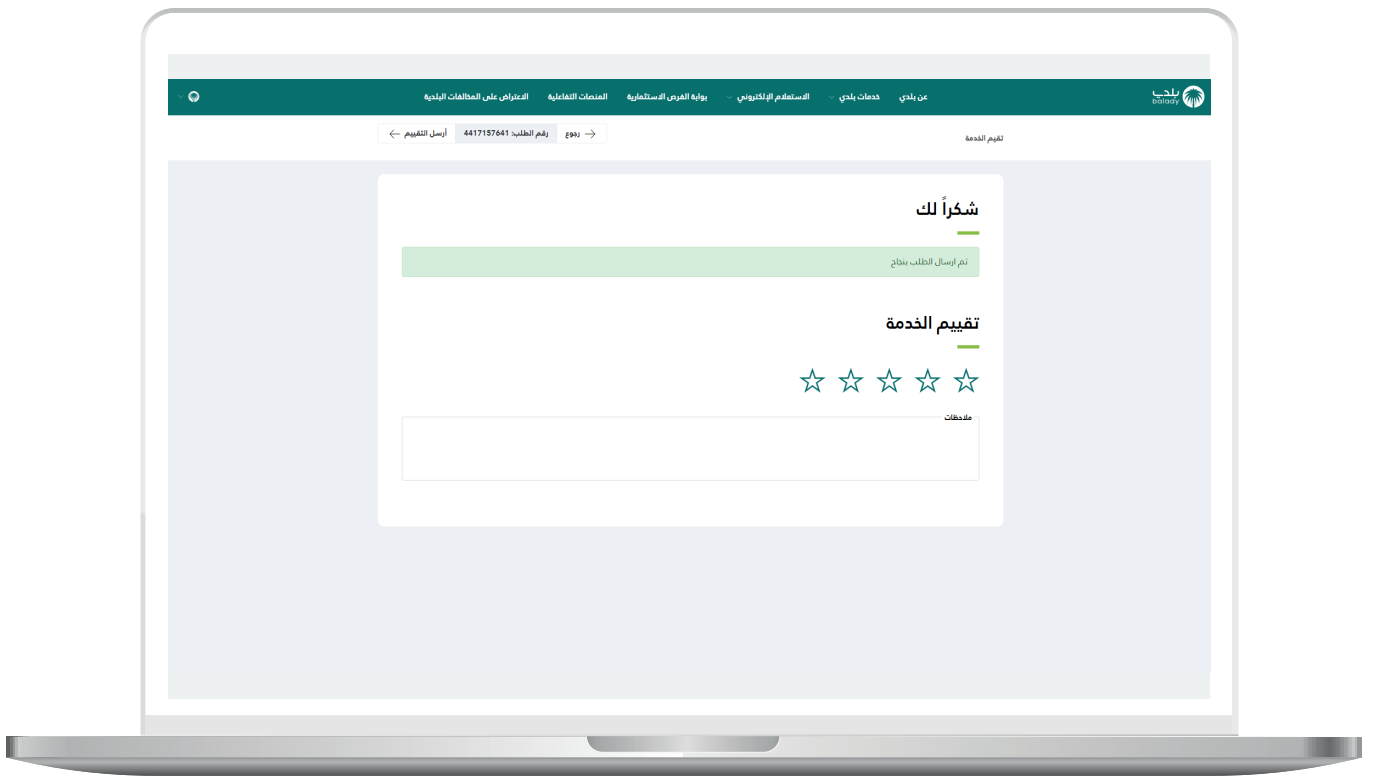 بلدي
balady
عن بلدي
خدمات بلدي
الاستعلام الإلكتروني
بوابة الفرص الاستثمارية
المنصات التفاعلية
الاعتراض على المخالفات البلدية
تقيم الخدمة
رجوع
رقم الطلب: 4417157641
أرسل التقييم
شكراً لك
تم ارسال الطلب بنجاح
تقييم الخدمة
ملاحظات